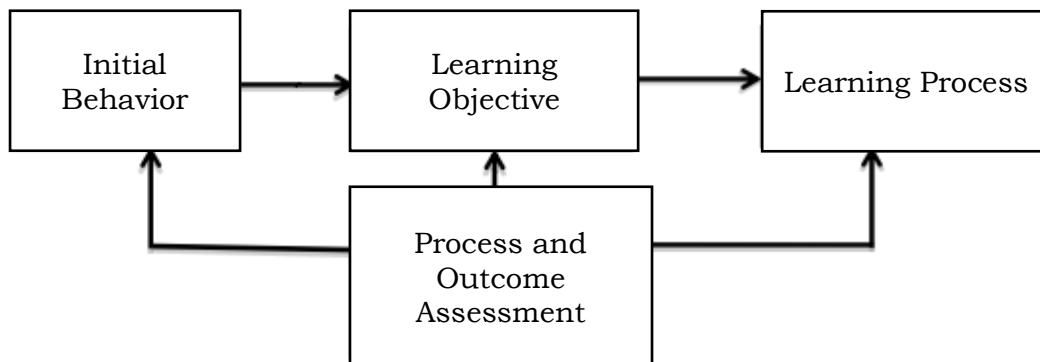 Initial
Behavior
Learning
Objective
Learning Process
Process and
Outcome
Assessment